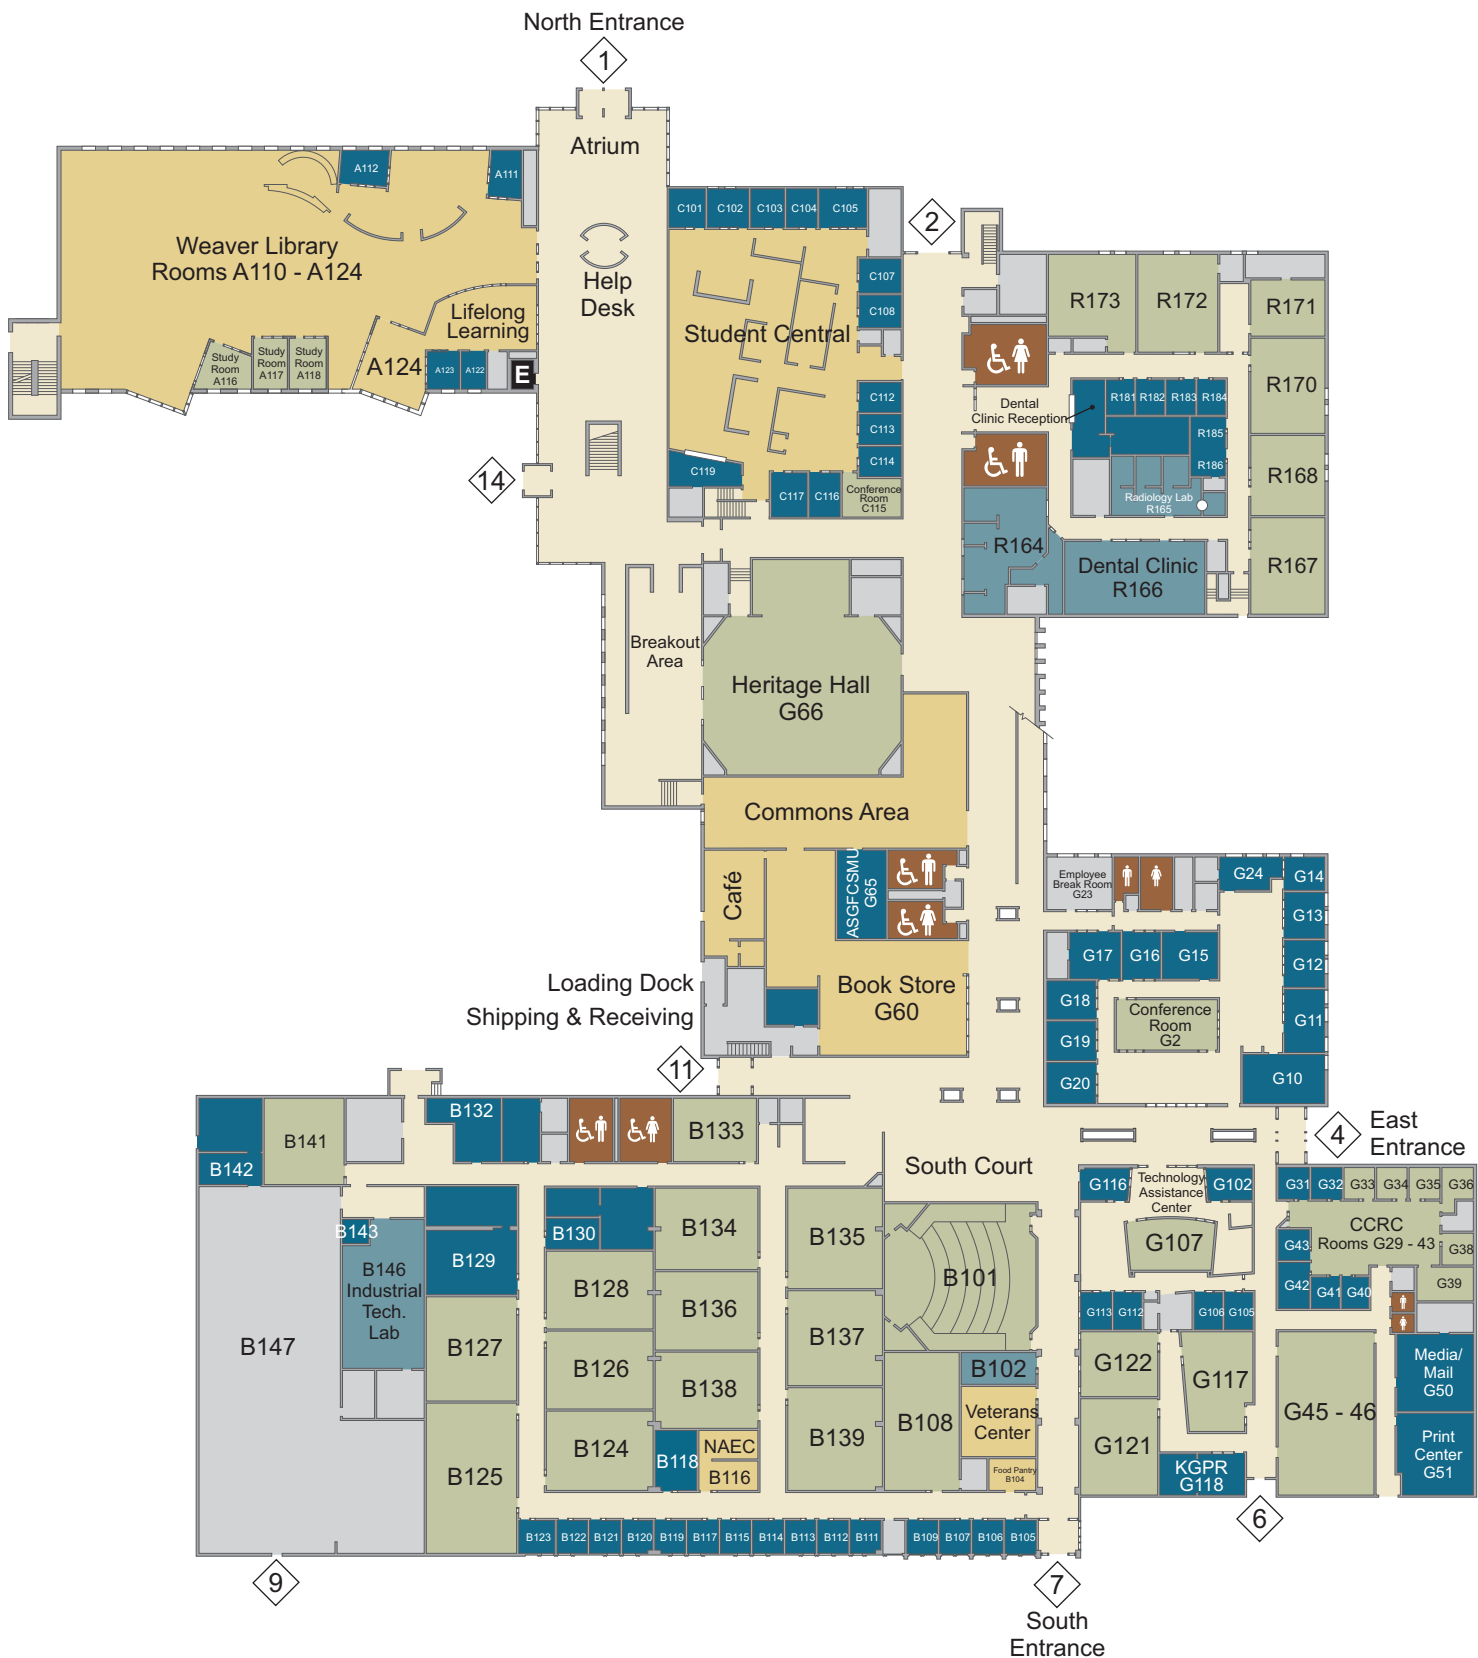 North Entrance
1
Atrium
A112
A111
Weaver Library
Rooms A110 - A124
Help
Desk
Lifelong
Learning
Study
Room
A116
Study
Room
A117
Study
Room
A118
A124
A123
A122
E
14
C101
C102
C103
C104
C105
2
C107
C108
Student Central
C112
C113
C114
C119
C117
C116
Conference
Room
C115
R173
R172
R171
R170
Dental
Clinic Reception
R181
R182
R183
R184
R185
R186
R168
Radiology Lab
R165
R164
Dental Clinic
R166
R167
Breakout
Area
Heritage Hall
G66
Commons Area
Café
ASGFCSMU
G65
Book Store
G60
Loading Dock
Shipping & Receiving
11
Employee
Break Room
G23
G24
G14
G13
G12
G11
G10
G17
G16
G15
G18
G19
G20
Conference
Room
G2
4
East
Entrance
B132
B133
B141
B142
South Court
G116
Technology
Assistance
Center
G102
G107
G31
G32
G33
G34
G35
G36
CCRC
Rooms G29 - 43
G43
G42
G41
G40
G38
G39
B143
B146
Industrial
Tech.
Lab
B147
B129
B130
B134
B135
B101
B128
B136
B137
B127
B126
B138
B102
B108
Veterans
Center
B139
B124
B125
B118
NAEC
B116
Food Pantry
B104
G113
G112
G106
G105
G122
G117
G121
KGPR
G118
G45 - 46
Media/
Mail
G50
Print
Center
G51
B123
B122
B121
B120
B119
B117
B115
B114
B113
B112
B111
B109
B107
B106
B105
6
9
7
South
Entrance